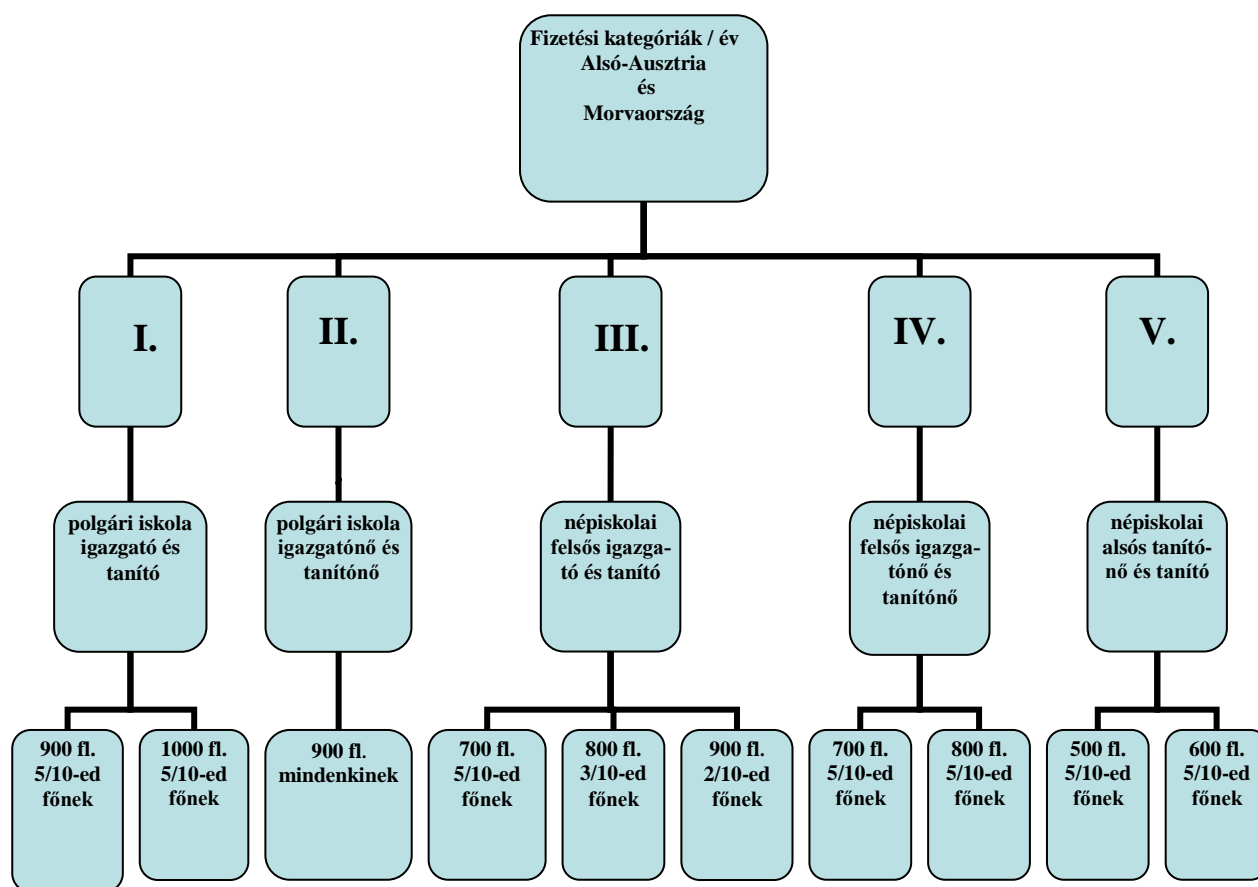 Fizetési kategóriák / év
Alsó-Ausztria
és
Morvaország
I.
II.
III.
IV.
V.
polgári iskola
igazgató és
tanító
polgári iskola
igazgatónő és
tanítónő
népiskolai
felsős igazga-
tó és tanító
népiskolai
felsős igazga-
tónő és
tanítónő
népiskolai
alsós tanító-
nő és tanító
900 fl.
5/10-ed
főnek
1000 fl.
5/10-ed
főnek
900 fl.
mindenkinek
700 fl.
5/10-ed
főnek
800 fl.
3/10-ed
főnek
900 fl.
2/10-ed
főnek
700 fl.
5/10-ed
főnek
800 fl.
5/10-ed
főnek
500 fl.
5/10-ed
főnek
600 fl.
5/10-ed
főnek